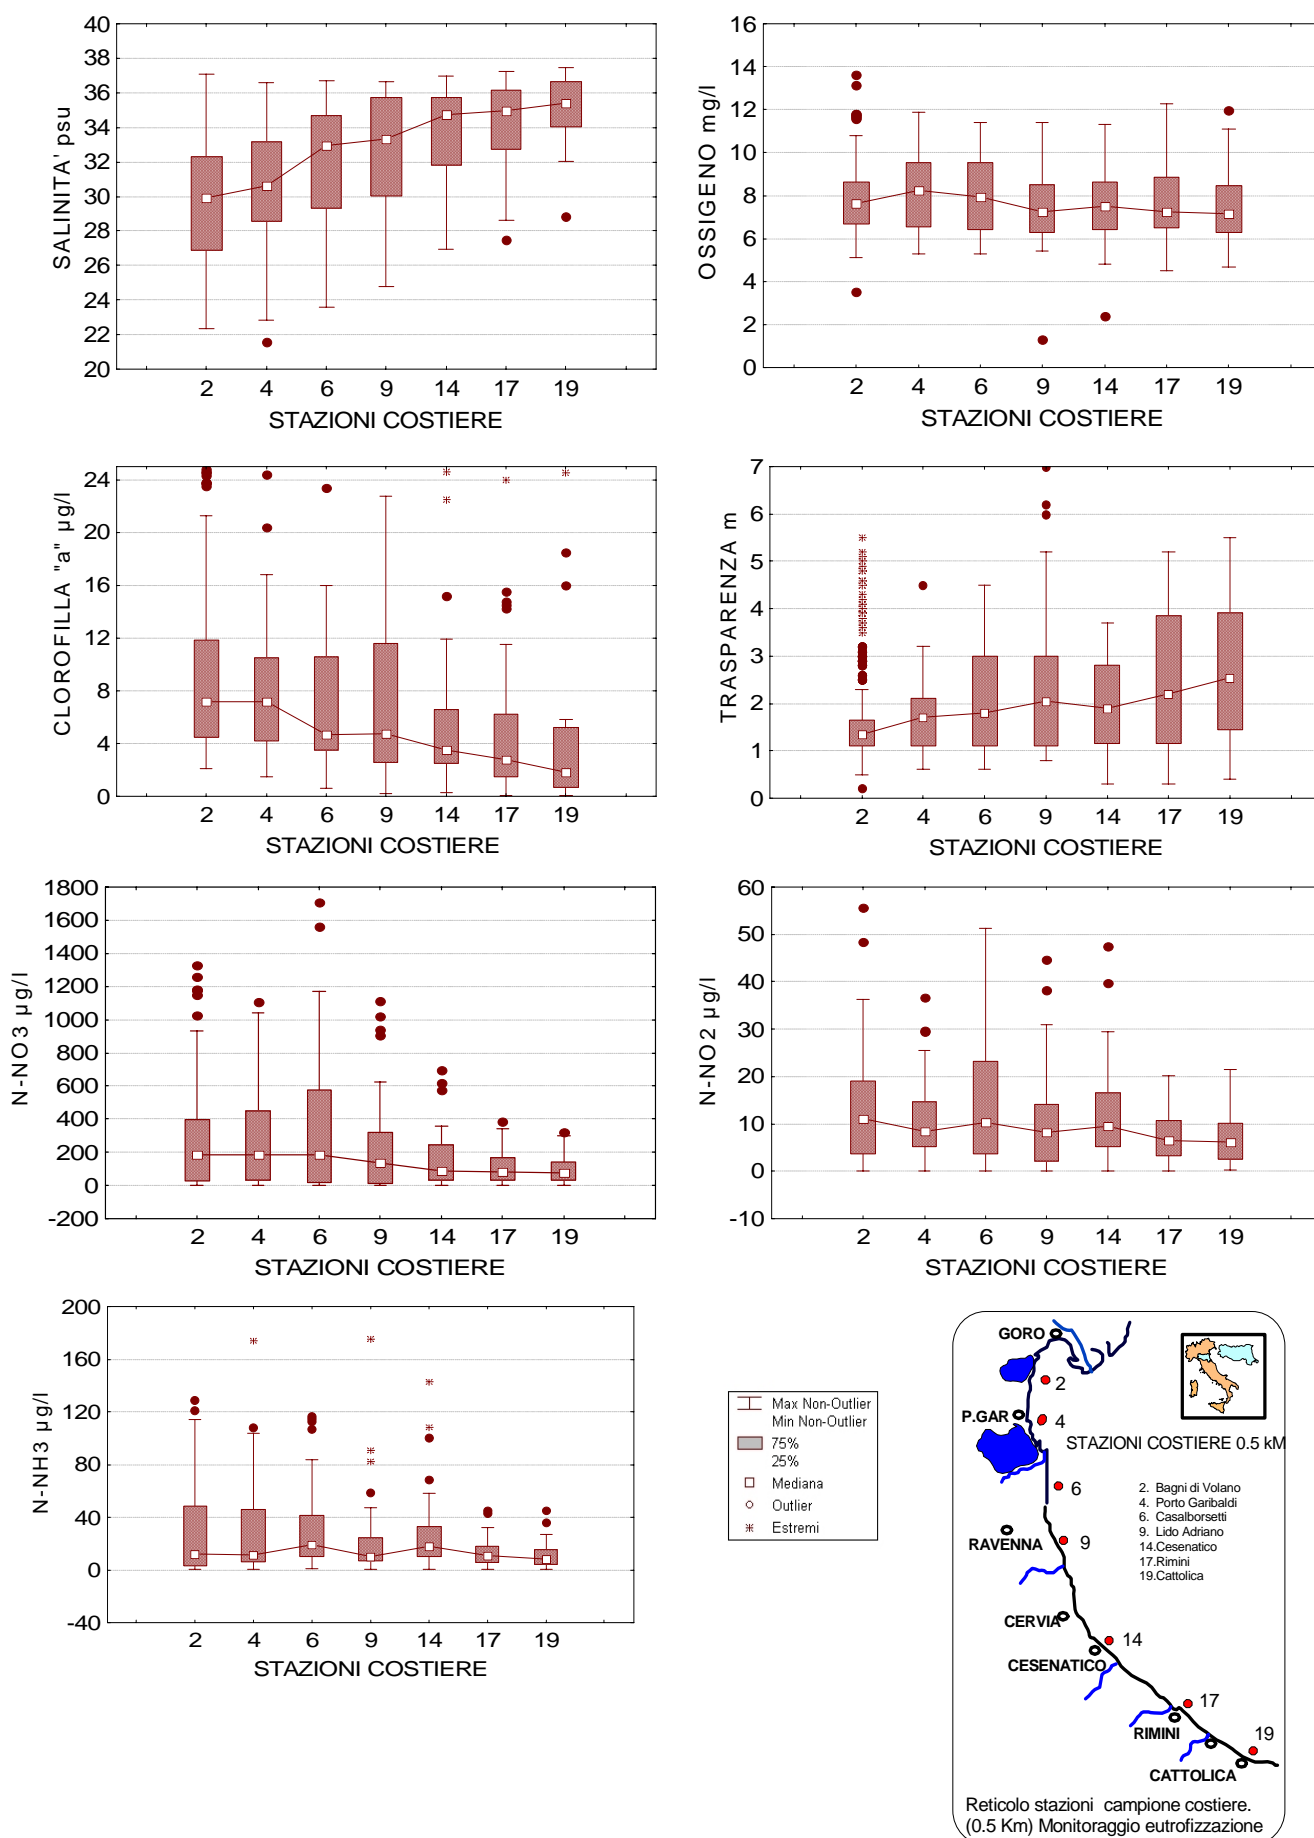 40
38
36
34
32
30
28
26
24
22
20
SALINITA' psu
2 4 6 9 14 17 19
STAZIONI COSTIERE
16
14
12
10
8
6
4
2
0
OSSIGENO mg/l
2 4 6 9 14 17 19
STAZIONI COSTIERE
24
20
16
12
8
4
0
CLOROFILLA "a" µg/l
2 4 6 9 14 17 19
STAZIONI COSTIERE
7
6
5
4
3
2
1
0
TRASPARENZA m
2 4 6 9 14 17 19
STAZIONI COSTIERE
1800
1600
1400
1200
1000
800
600
400
200
0
-200
N-NO3 µg/l
2 4 6 9 14 17 19
STAZIONI COSTIERE
60
50
40
30
20
10
0
-10
N-NO2 µg/l
2 4 6 9 14 17 19
STAZIONI COSTIERE
200
160
120
80
40
0
-40
N-NH3 µg/l
2 4 6 9 14 17 19
STAZIONI COSTIERE
Max Non-Outlier
Min Non-Outlier
75%
25%
Mediana
Outlier
Estremi
GORO
2
P.GAR
4
STAZIONI COSTIERE 0.5 kM
6
2. Bagni di Volano
4. Porto Garibaldi
6. Casalborsetti
9. Lido Adriano
14.Cesenatico
17.Rimini
19.Cattolica
RAVENNA
9
CERVIA
14
CESENATICO
17
RIMINI
19
CATTOLICA
Reticolo stazioni campione costiere.
(0.5 Km) Monitoraggio eutrofizzazione